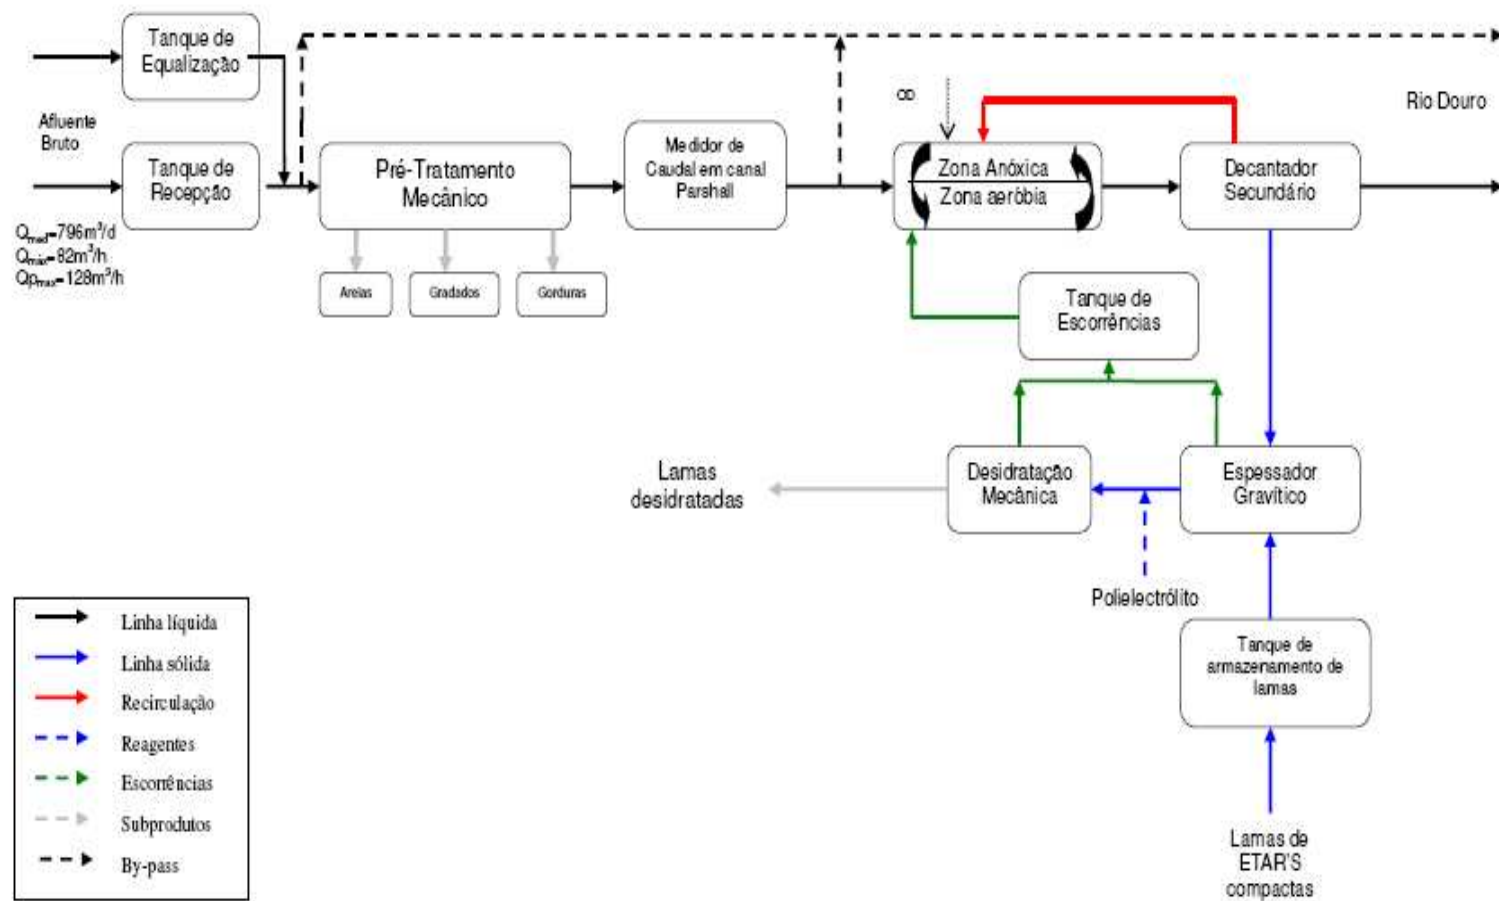 Tanque de
Equalização
Afluente
Bruto
Tanque de
Recepção
Qmed=796m³/d
Qmáx=82m³/h
Qpmax=128m³/h
Pré-Tratamento
Mecânico
Areias
Gradados
Gorduras
Medidor de
Caudal em canal
Parshall
Zona Anóxica
Zona aeróbia
Decantador
Secundário
Rio Douro
Tanque de
Escorrências
Lamas
desidratadas
Desidratação
Mecânica
Espessador
Gravítico
Polielectrólito
Tanque de
armazenamento de
lamas
Lamas de
ETAR'S
compactas
Linha líquida
Linha sólida
Recirculação
Reagentes
Escorrências
Subprodutos
By-pass